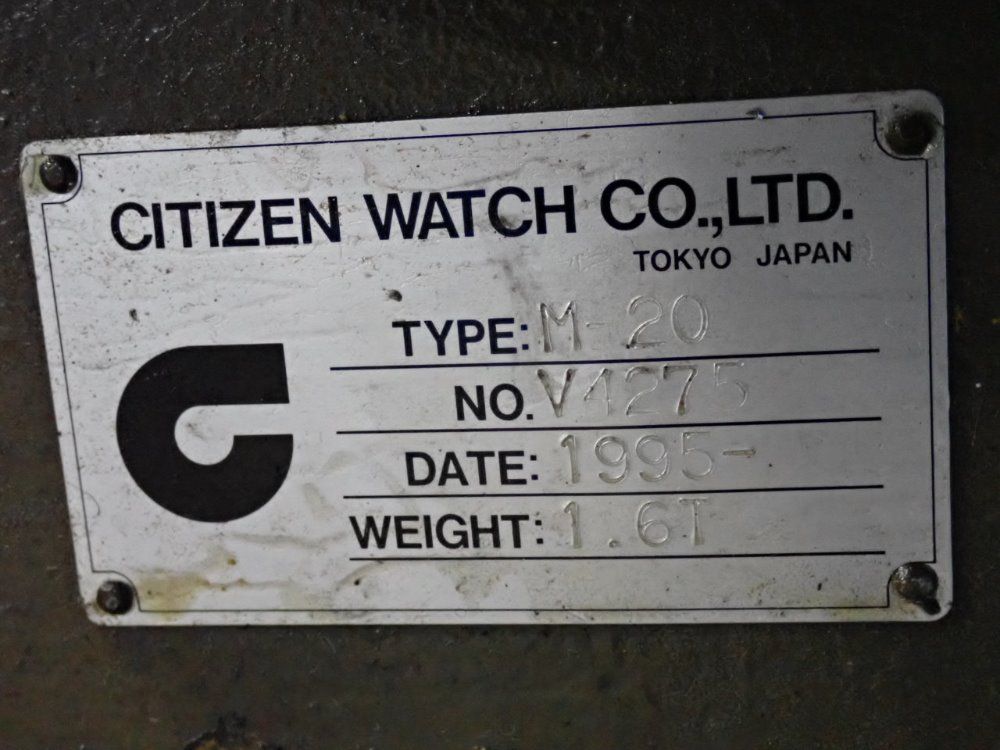 CITIZEN WATCH CO.,LTD.
TOKYO JAPAN
TYPE: M-20
NO. V4275
DATE: 1995-
WEIGHT: 1.6T